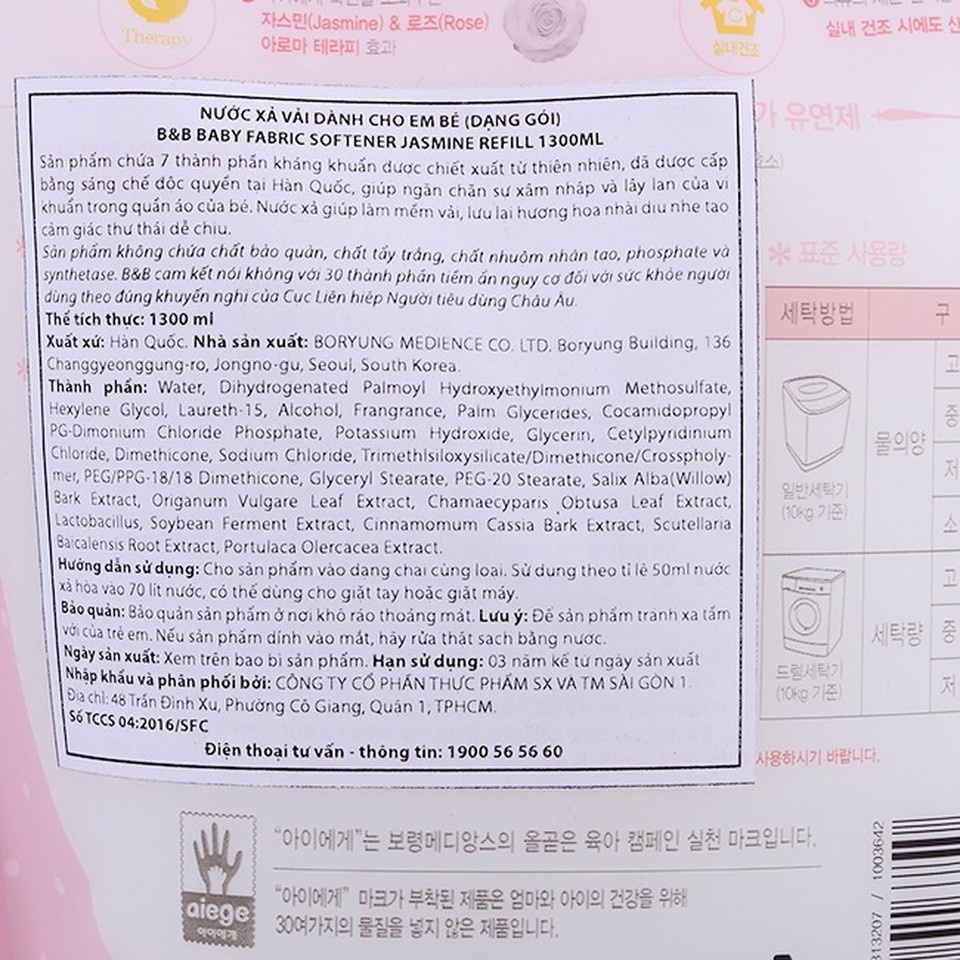 Therapy
자스민(Jasmine) & 로즈(Rose)
아로마 테라피 효과
실내건조
실내 건조 시에도
가 유연제
효소)
NƯỚC XẢ VẢI DÀNH CHO EM BÉ (DẠNG GÓI)
B&B BABY FABRIC SOFTENER JASMINE REFILL 1300ML
Sản phẩm chứa 7 thành phần kháng khuẩn được chiết xuất từ thiên nhiên, đã được cấp
bằng sáng chế độc quyền tại Hàn Quốc, giúp ngăn chặn sự xâm nhập và lây lan của vi
khuẩn trong quần áo của bé. Nước xả giúp làm mềm vải, lưu lại hương hoa nhài dịu nhẹ tạo
cảm giác thư thái dễ chịu.
Sản phẩm không chứa chất bảo quản, chất tẩy trắng, chất nhuộm nhân tạo, phosphate và
synthetase. B&B cam kết nói không với 30 thành phần tiềm ẩn nguy cơ đối với sức khỏe người
dùng theo đúng khuyến nghị của Cục Liên hiệp Người tiêu dùng Châu Âu.
Thể tích thực: 1300 ml
Xuất xứ: Hàn Quốc. Nhà sản xuất: BORYUNG MEDIENCE CO. LTD. Boryung Building, 136
Changgyeonggung-ro, Jongno-gu, Seoul, South Korea.
Thành phần: Water, Dihydrogenated Palmoyl Hydroxyethylmonium Methosulfate,
Hexylene Glycol, Laureth-15, Alcohol, Frangrance, Palm Glycerides, Cocamidopropyl
PG-Dimonium Chloride Phosphate, Potassium Hydroxide, Glycerin, Cetylpyridinium
Chloride, Dimethicone, Sodium Chloride, Trimethlsiloxysilicate/Dimethicone/Crosspholy-
mer, PEG/PPG-18/18 Dimethicone, Glyceryl Stearate, PEG-20 Stearate, Salix Alba(Willow)
Bark Extract, Origanum Vulgare Leaf Extract, Chamaecyparis Obtusa Leaf Extract,
Lactobacillus, Soybean Ferment Extract, Cinnamomum Cassia Bark Extract, Scutellaria
Baicalensis Root Extract, Portulaca Olercacea Extract.
Hướng dẫn sử dụng: Cho sản phẩm vào dạng chai cùng loại. Sử dụng theo tỉ lệ 50ml nước
xả hòa vào 70 lít nước, có thể dùng cho giặt tay hoặc giặt máy.
Bảo quản: Bảo quản sản phẩm ở nơi khô ráo thoáng mát. Lưu ý: Để sản phẩm tránh xa tầm
với của trẻ em. Nếu sản phẩm dính vào mắt, hãy rửa thật sạch bằng nước.
Ngày sản xuất: Xem trên bao bì sản phẩm. Hạn sử dụng: 03 năm kể từ ngày sản xuất
Nhập khẩu và phân phối bởi: CÔNG TY CỔ PHẦN THỰC PHẨM SX VÀ TM SÀI GÒN 1.
Địa chỉ: 48 Trần Đình Xu, Phường Cô Giang, Quận 1, TPHCM.
Số TCCS 04:2016/SFC
Điện thoại tư vấn - thông tin: 1900 56 56 60
* 표준 사용량
세탁방법 구
물의양
고
중
저
소
일반세탁기
(10kg 기준)
세탁량
고
중
저
드럼세탁기
(10kg 기준)
사용하시기 바랍니다.
"아이에게"는 보령메디앙스의 올곧은 육아 캠페인 실천 마크입니다.
"아이에게" 마크가 부착된 제품은 엄마와 아이의 건강을 위해
30여가지의 물질을 넣지 않은 제품입니다.
aiege
아이에게
313207 / 1003642